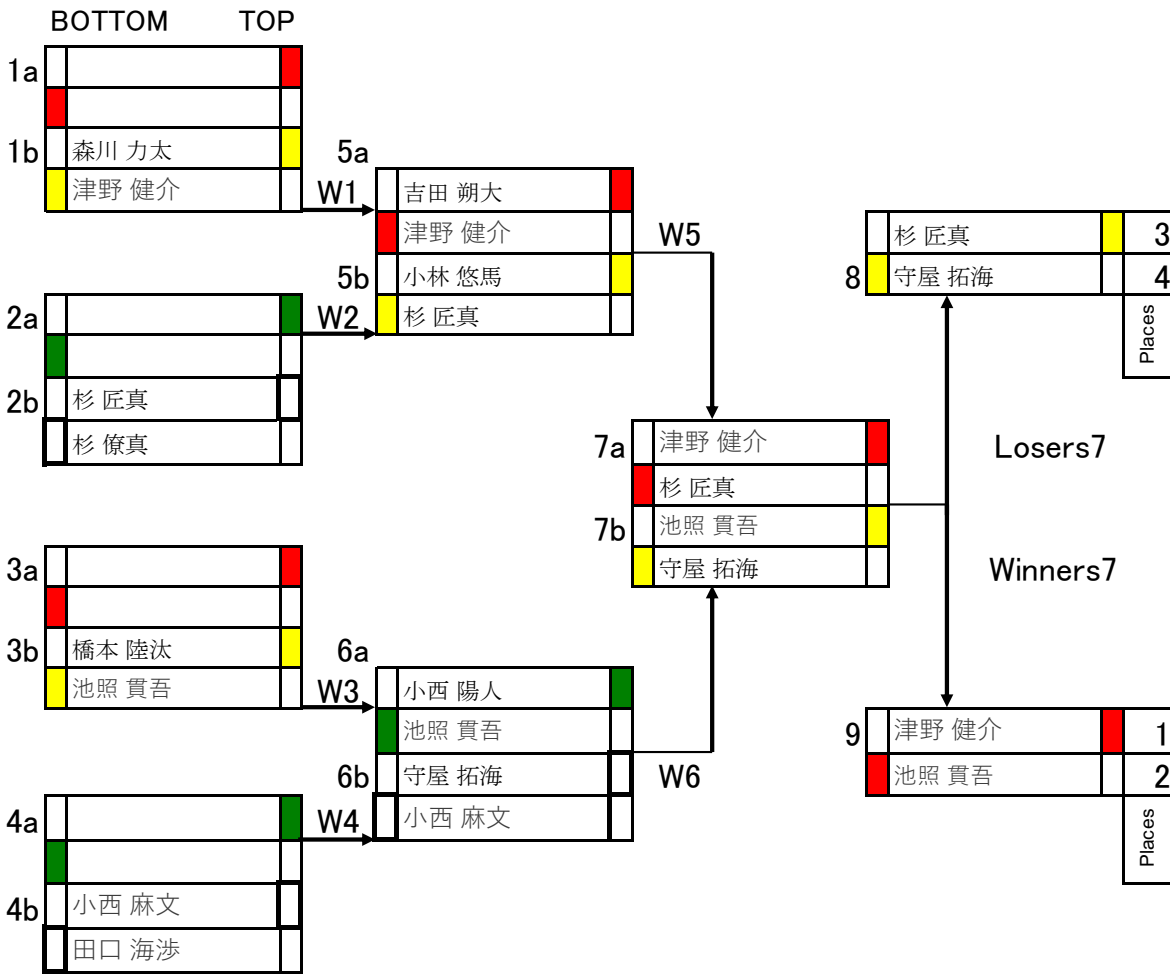 BOTTOM TOP
1a
1b 森川 力太
津野 健介
W1
2a
2b 杉 匠真
杉 僚真
W2
3a
3b 橋本 陸汰
池照 貫吾
W3
4a
4b 小西 麻文
田口 海渉
W4
5a 吉田 朔大
津野 健介
5b 小林 悠馬
杉 匠真
W5
6a 小西 陽人
池照 貫吾
6b 守屋 拓海
小西 麻文
W6
7a 津野 健介
杉 匠真
7b 池照 貫吾
守屋 拓海
Losers7
Winners7
杉 匠真 3
8 守屋 拓海 4
Places
9 津野 健介 1
池照 貫吾 2
Places